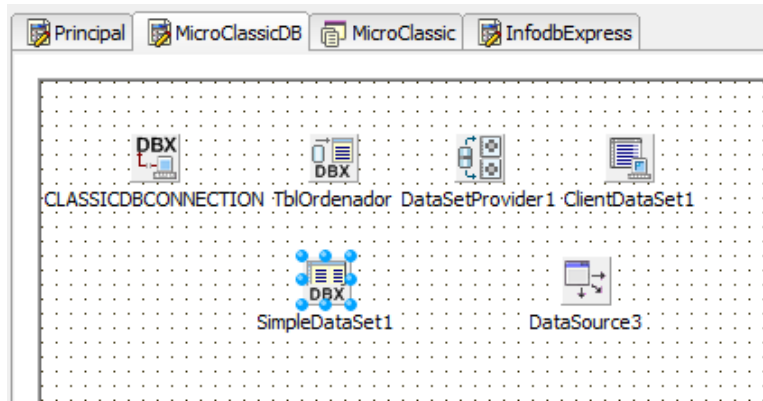 Principal MicroClassicDB MicroClassic InfodbExpress
DBX DBX
CLASSICDBCONNECTION TblOrdenador DataSetProvider1 ClientDataSet1
DBX
SimpleDataSet1 DataSource3